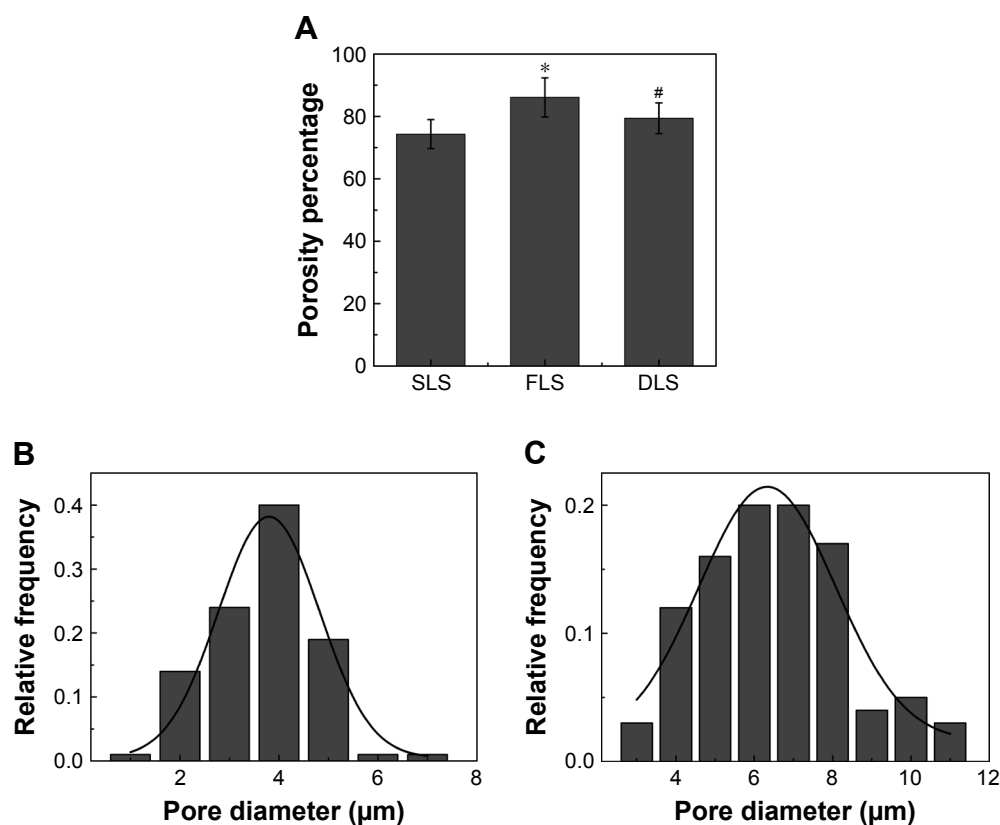 A
Porosity percentage
100
80
60
40
20
0
*
#
SLS FLS DLS
B
Relative frequency
0.4
0.3
0.2
0.1
0.0
2 4 6 8
Pore diameter (µm)
C
Relative frequency
0.2
0.1
0.0
4 6 8 10 12
Pore diameter (µm)